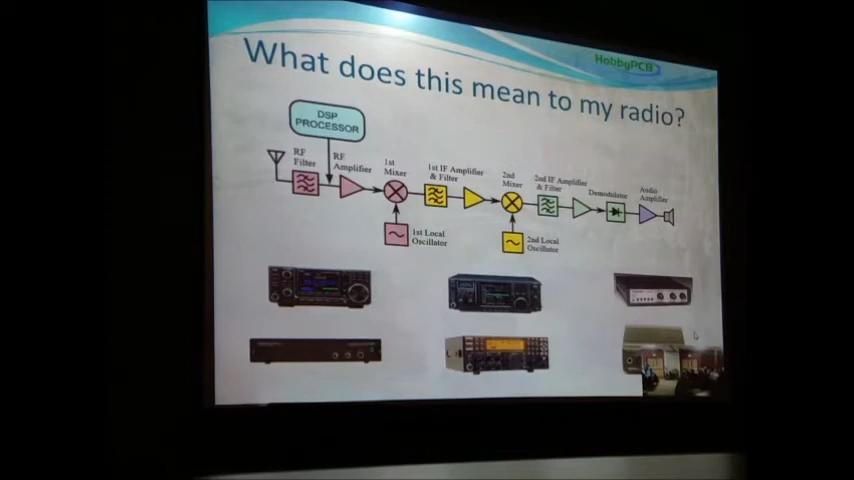 HobbyPCB
What does this mean to my radio?
DSP
PROCESSOR
RF
Filter
RF
Amplifier
1st
Mixer
1st IF Amplifier
& Filter
2nd
Mixer
2nd IF Amplifier
& Filter
Demodulator
Audio
Amplifier
1st Local
Oscillator
2nd Local
Oscillator